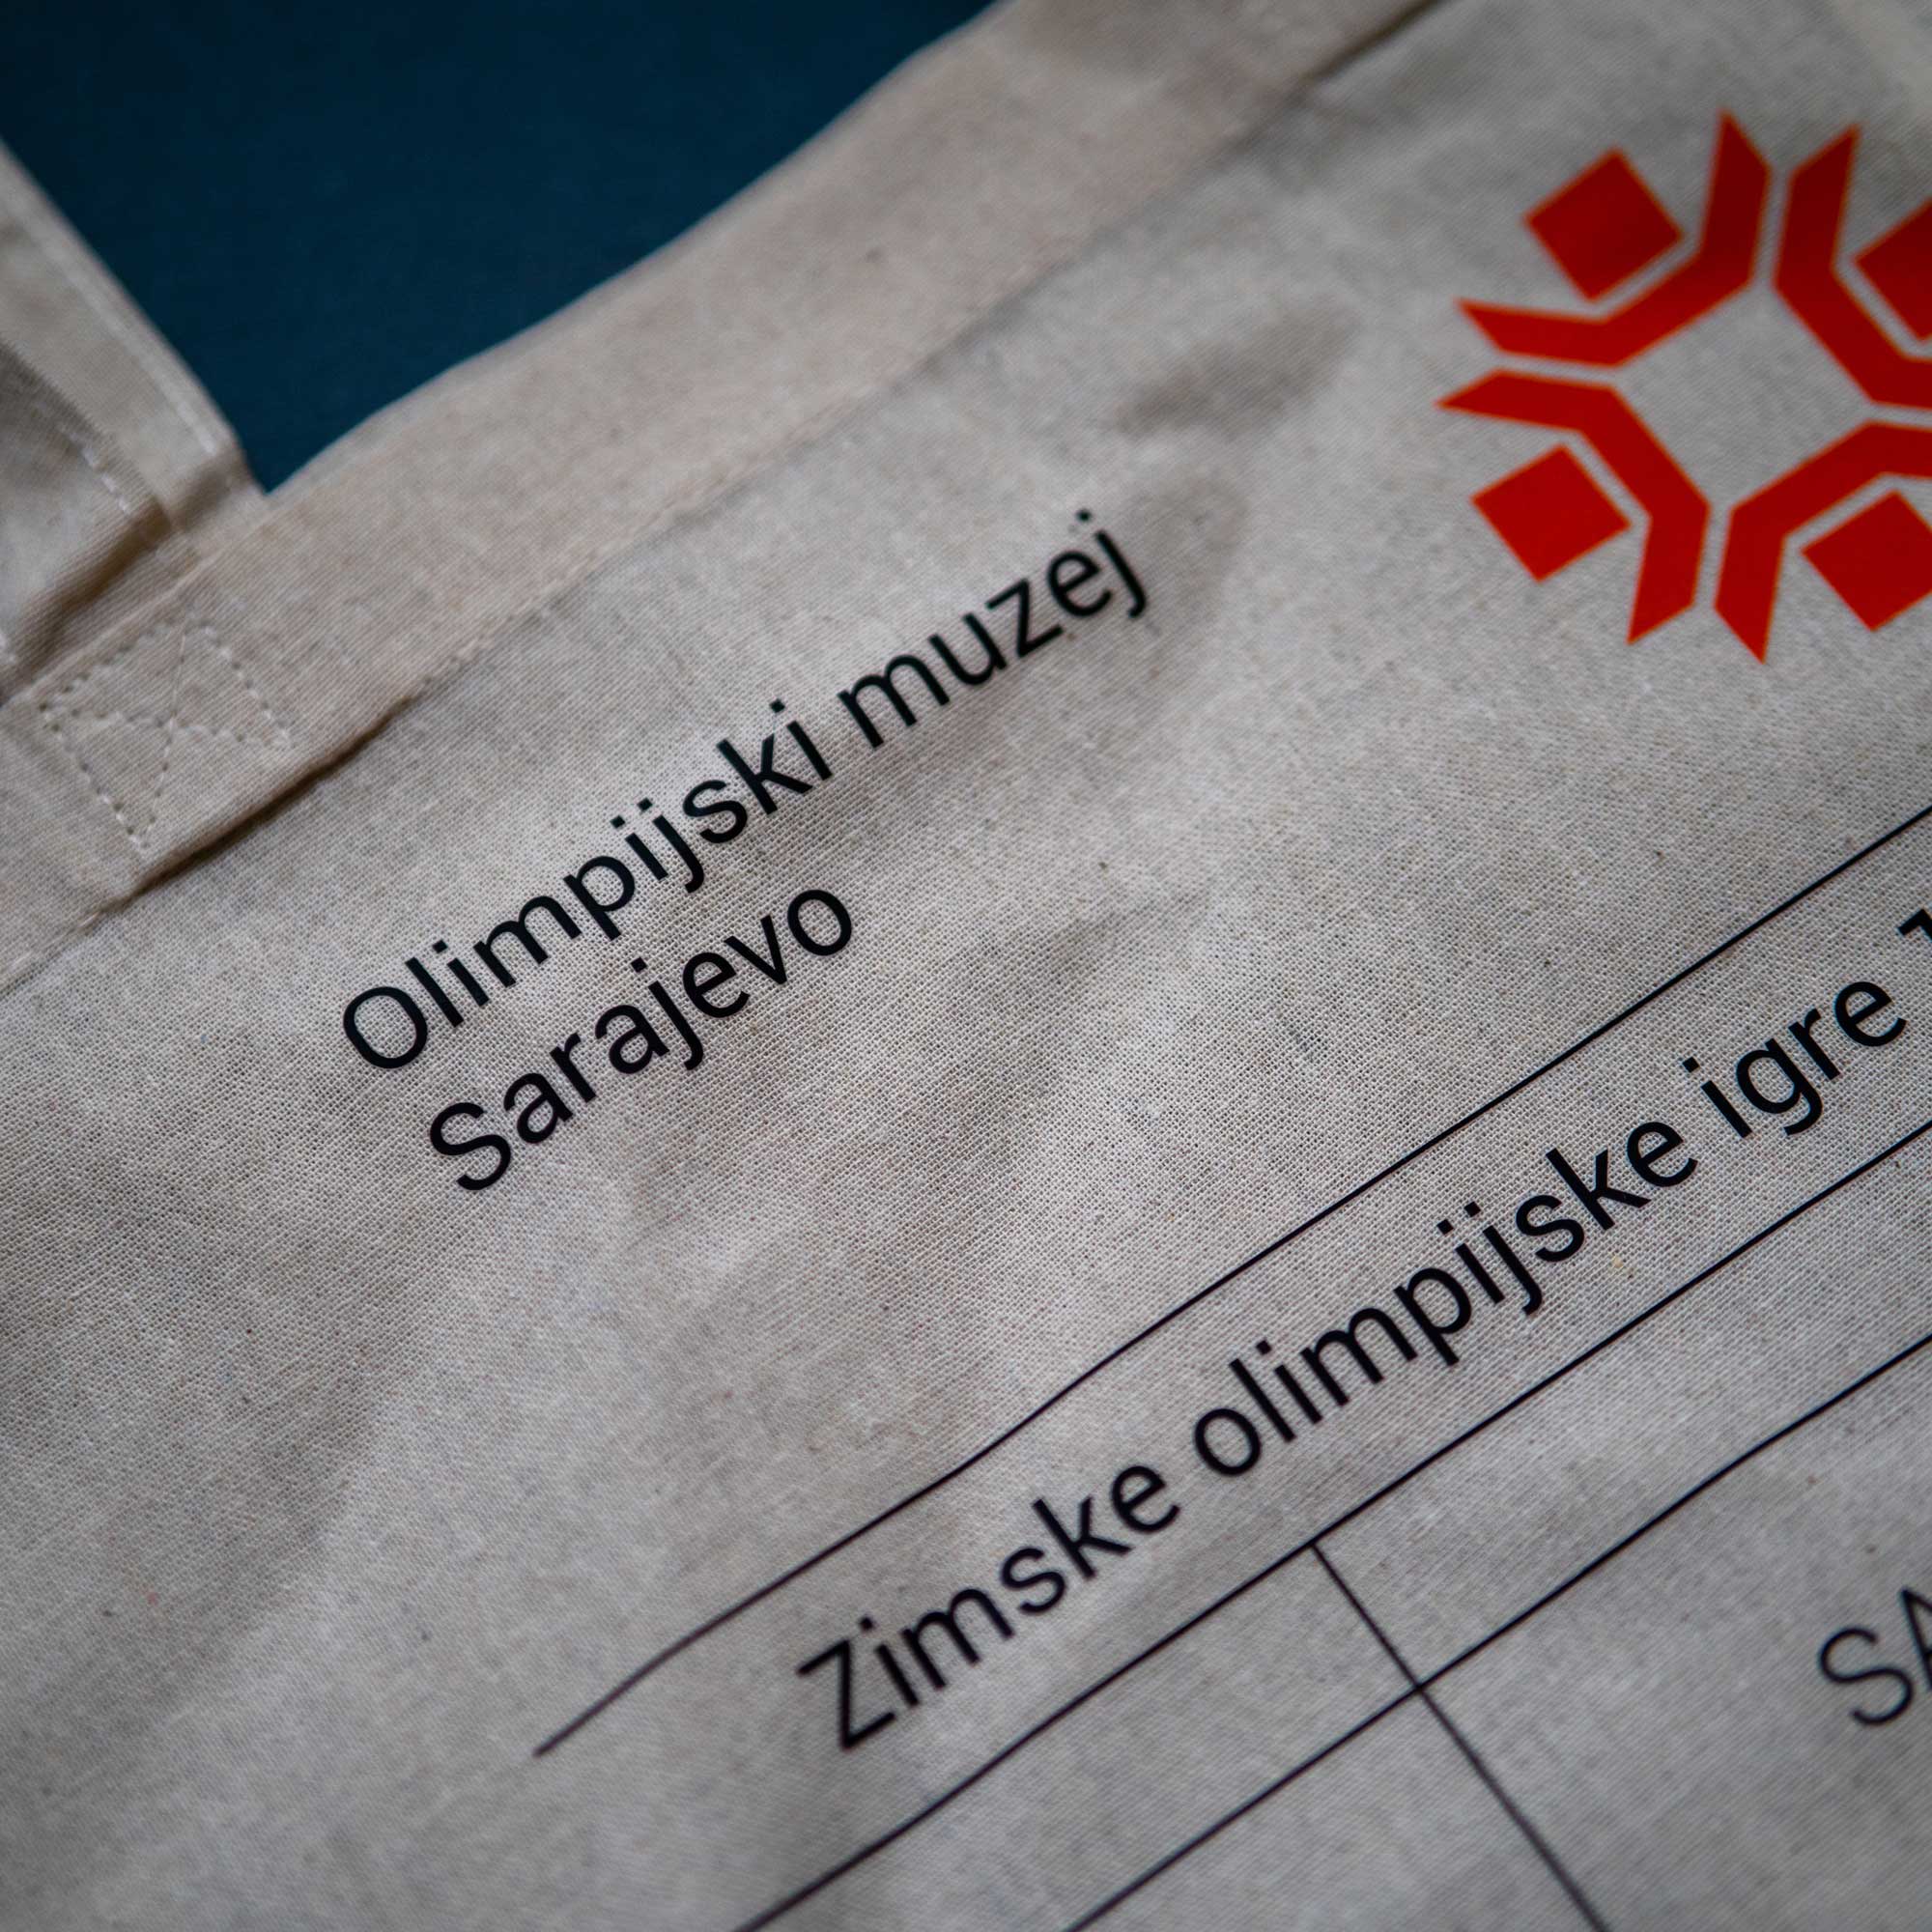 Olimpijski muzej
Sarajevo
Zimske olimpijske igre